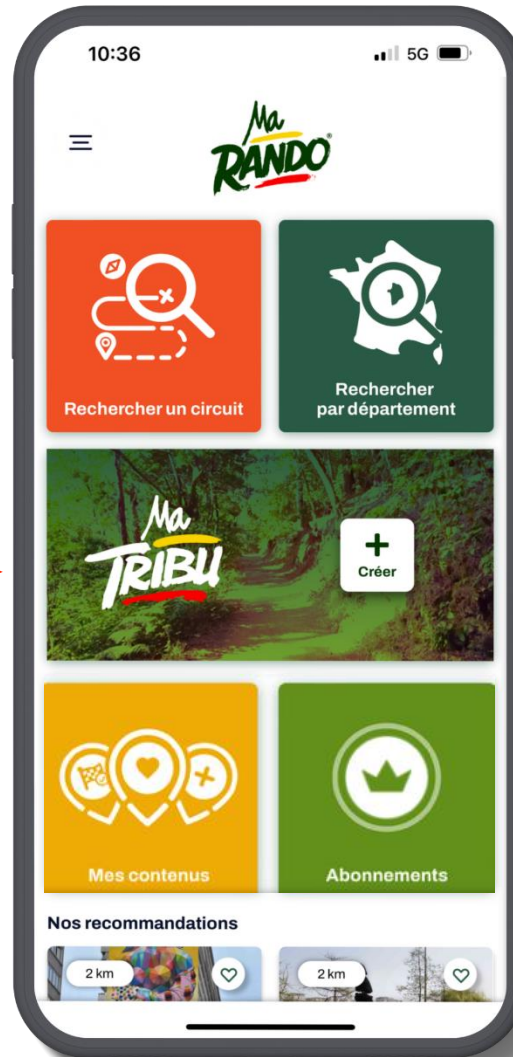 10:36
5G
Ma
RANDO®
Rechercher un circuit
Rechercher
par département
Ma
TRIBU
Créer
Mes contenus
Abonnements
Nos recommandations
2 km
2 km